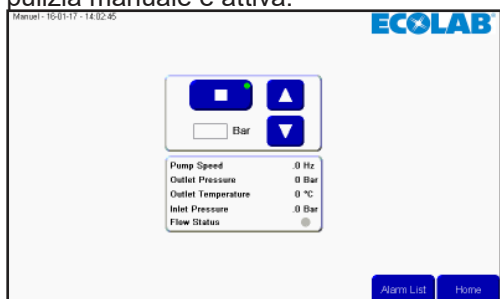 pulizia manuale è attiva.
Manuel - 16-01-17 - 14:02:45
ECOLAB®
Bar
Pump Speed .0 Hz
Outlet Pressure 0 Bar
Outlet Temperature 0 °C
Inlet Pressure .0 Bar
Flow Status
Alarm List Home